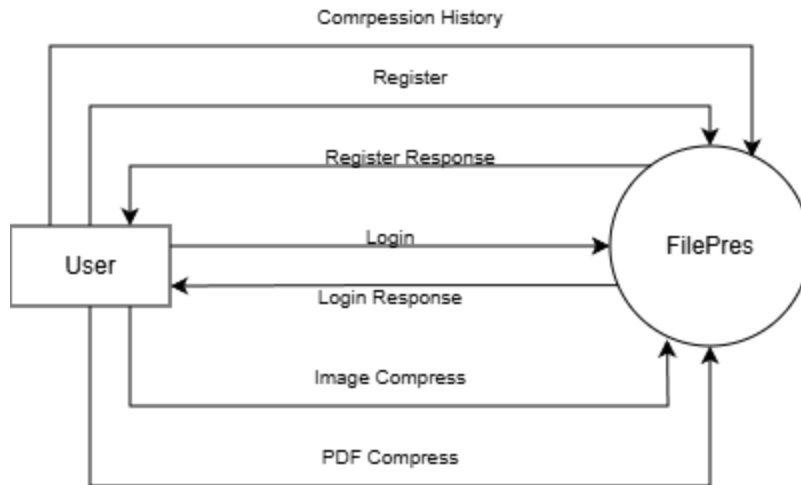 Comrpession History
Register
Register Response
Login
User
FilePres
Login Response
Image Compress
PDF Compress